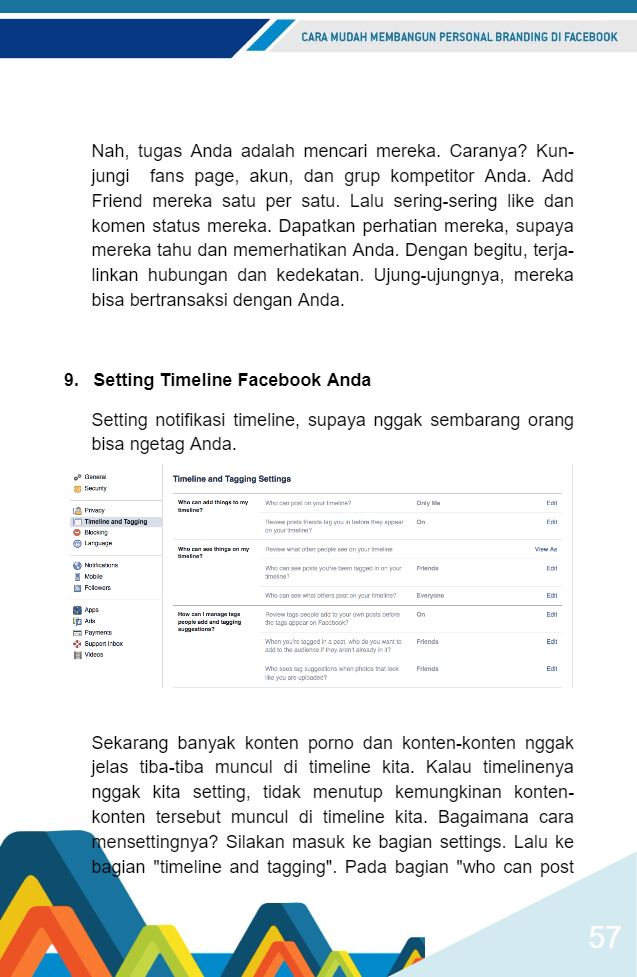 CARA MUDAH MEMBANGUN PERSONAL BRANDING DI FACEBOOK
Nah, tugas Anda adalah mencari mereka. Caranya? Kun-
jungi fans page, akun, dan grup kompetitor Anda. Add
Friend mereka satu per satu. Lalu sering-sering like dan
komen status mereka. Dapatkan perhatian mereka, supaya
mereka tahu dan memerhatikan Anda. Dengan begitu, terja-
linkan hubungan dan kedekatan. Ujung-ujungnya, mereka
bisa bertransaksi dengan Anda.
9. Setting Timeline Facebook Anda
Setting notifikasi timeline, supaya nggak sembarang orang
bisa ngetag Anda.
General
Security
Privacy
Timeline and Tagging
Blocking
Language
Notifications
Mobile
Followers
Apps
Ads
Payments
Support Inbox
Videos
Timeline and Tagging Settings
Who can add things to my
timeline?
Who can post on your timeline? Only Me Edit
Review posts friends tag you in before they appear
on your timeline? On Edit
Who can see things on my
timeline?
Review what other people see on your timeline View As
Who can see posts you've been tagged in on your
timeline? Friends Edit
Who can see what others post on your timeline? Everyone Edit
How can I manage tags
people add and tagging
suggestions?
Review tags people add to your own posts before
the tags appear on Facebook? On Edit
When you're tagged in a post, who do you want to
add to the audience if they aren't already in it? Friends Edit
Who sees tag suggestions when photos that look
like you are uploaded? Friends Edit
Sekarang banyak konten porno dan konten-konten nggak
jelas tiba-tiba muncul di timeline kita. Kalau timelinenya
nggak kita setting, tidak menutup kemungkinan konten-
konten tersebut muncul di timeline kita. Bagaimana cara
mensettingnya? Silakan masuk ke bagian settings. Lalu ke
bagian "timeline and tagging". Pada bagian "who can post
57